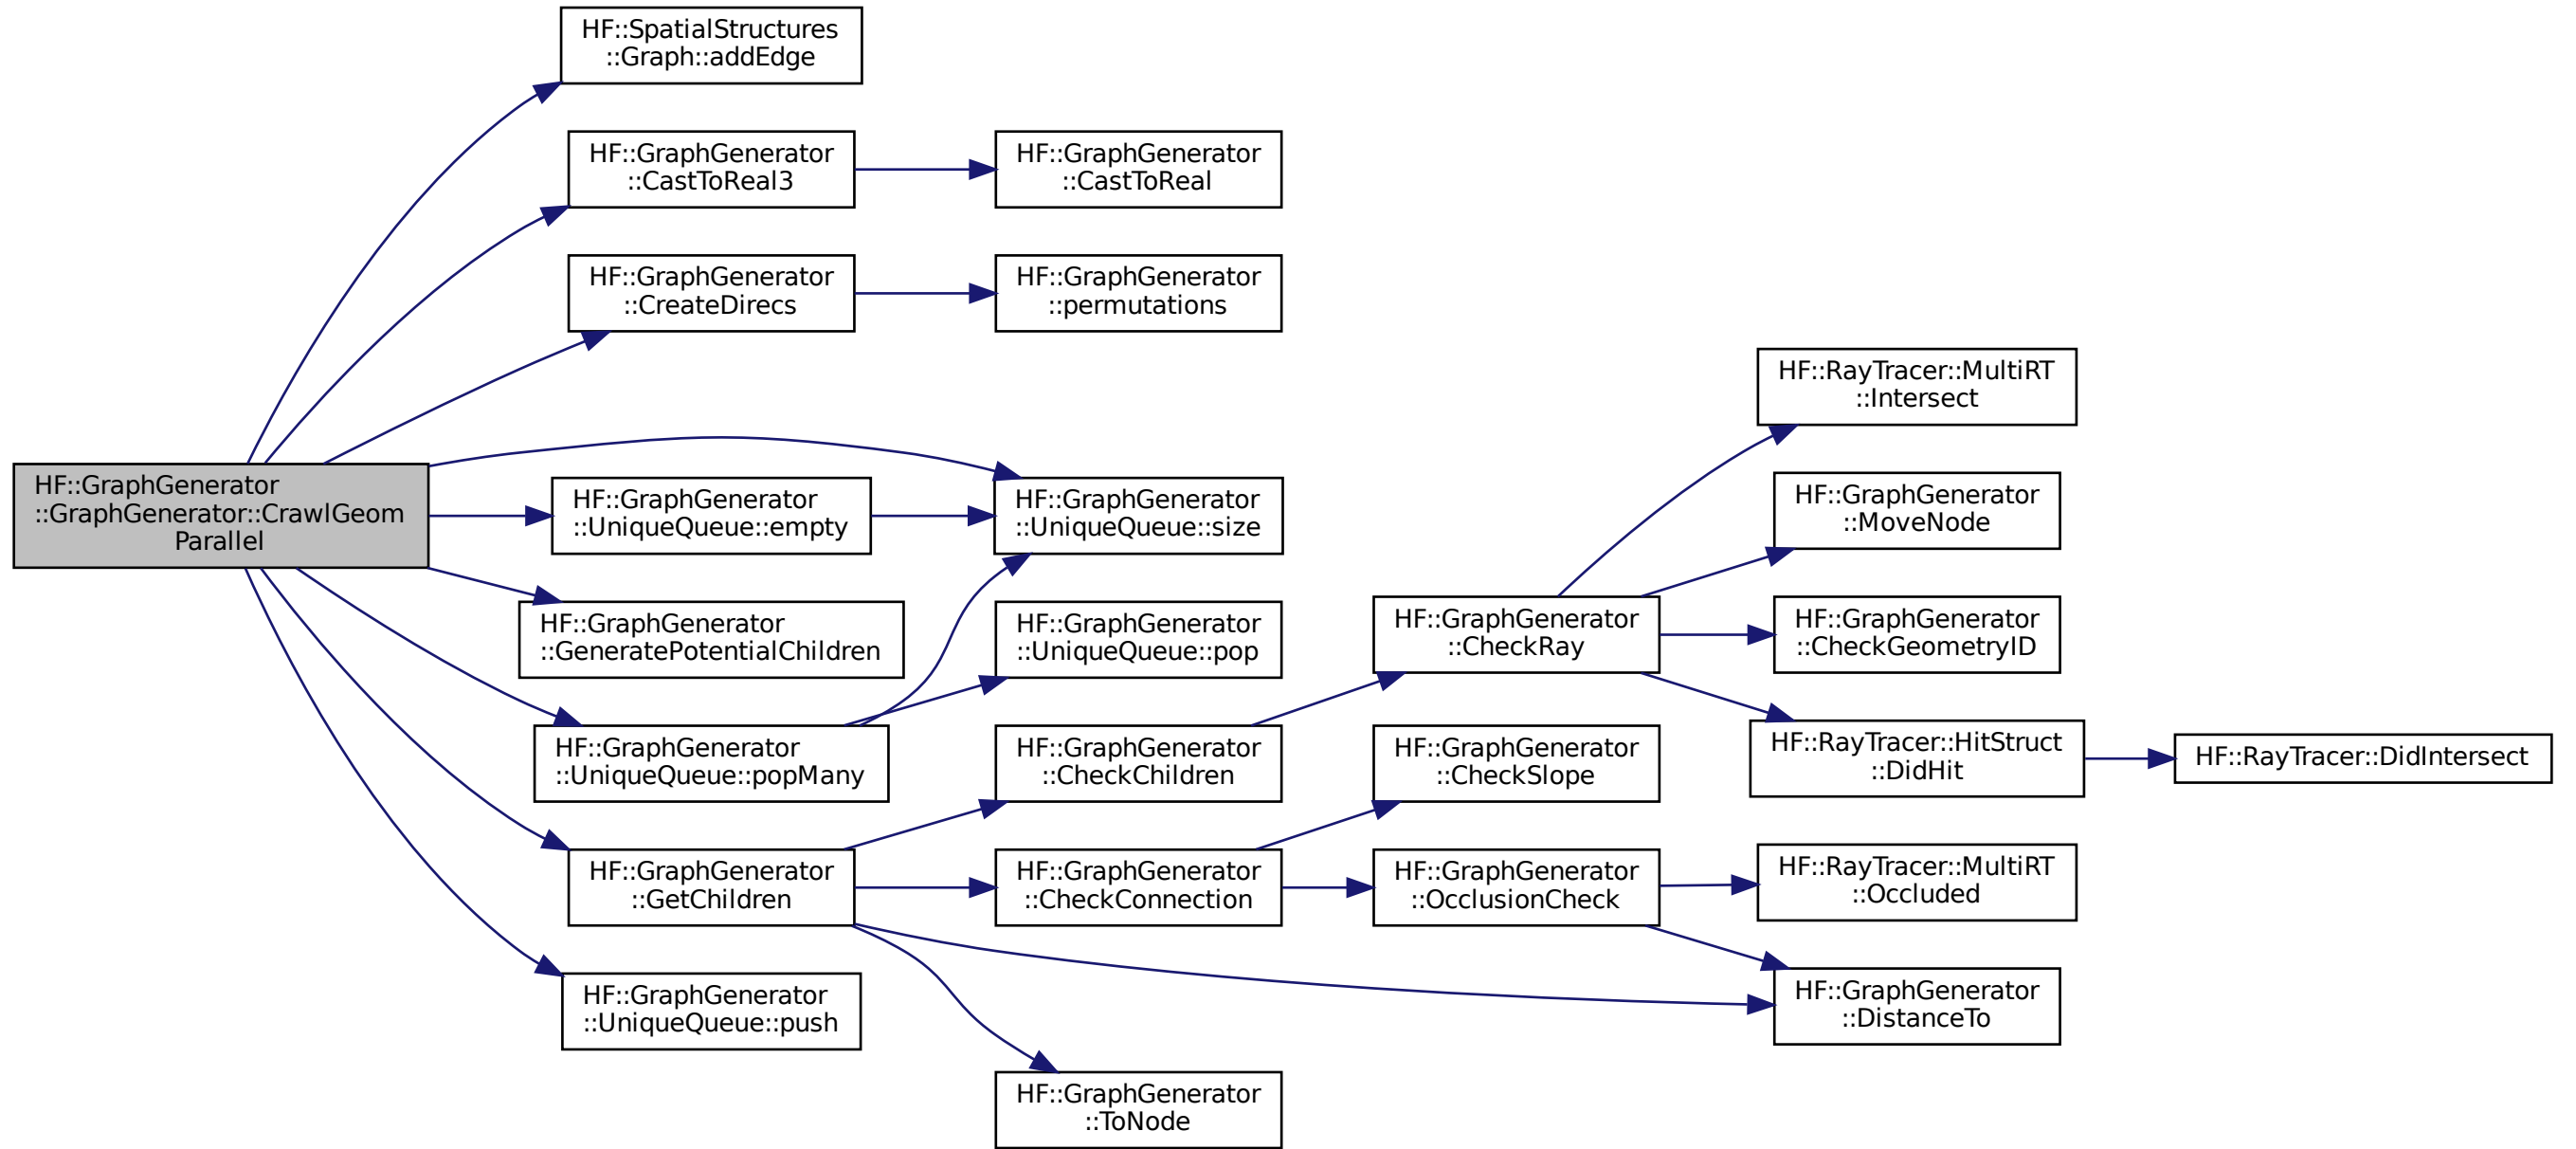 HF::SpatialStructures
::Graph::addEdge
HF::GraphGenerator
::CastToReal3
HF::GraphGenerator
::CastToReal
HF::GraphGenerator
::CreateDirecs
HF::GraphGenerator
::permutations
HF::RayTracer::MultiRT
::Intersect
HF::GraphGenerator
::GraphGenerator::CrawlGeom
Parallel
HF::GraphGenerator
::UniqueQueue::empty
HF::GraphGenerator
::UniqueQueue::size
HF::GraphGenerator
::MoveNode
HF::GraphGenerator
::GeneratePotentialChildren
HF::GraphGenerator
::UniqueQueue::pop
HF::GraphGenerator
::CheckRay
HF::GraphGenerator
::CheckGeometryID
HF::GraphGenerator
::UniqueQueue::popMany
HF::GraphGenerator
::CheckChildren
HF::GraphGenerator
::CheckSlope
HF::RayTracer::HitStruct
::DidHit
HF::RayTracer::DidIntersect
HF::GraphGenerator
::GetChildren
HF::GraphGenerator
::CheckConnection
HF::GraphGenerator
::OcclusionCheck
HF::RayTracer::MultiRT
::Occluded
HF::GraphGenerator
::UniqueQueue::push
HF::GraphGenerator
::DistanceTo
HF::GraphGenerator
::ToNode